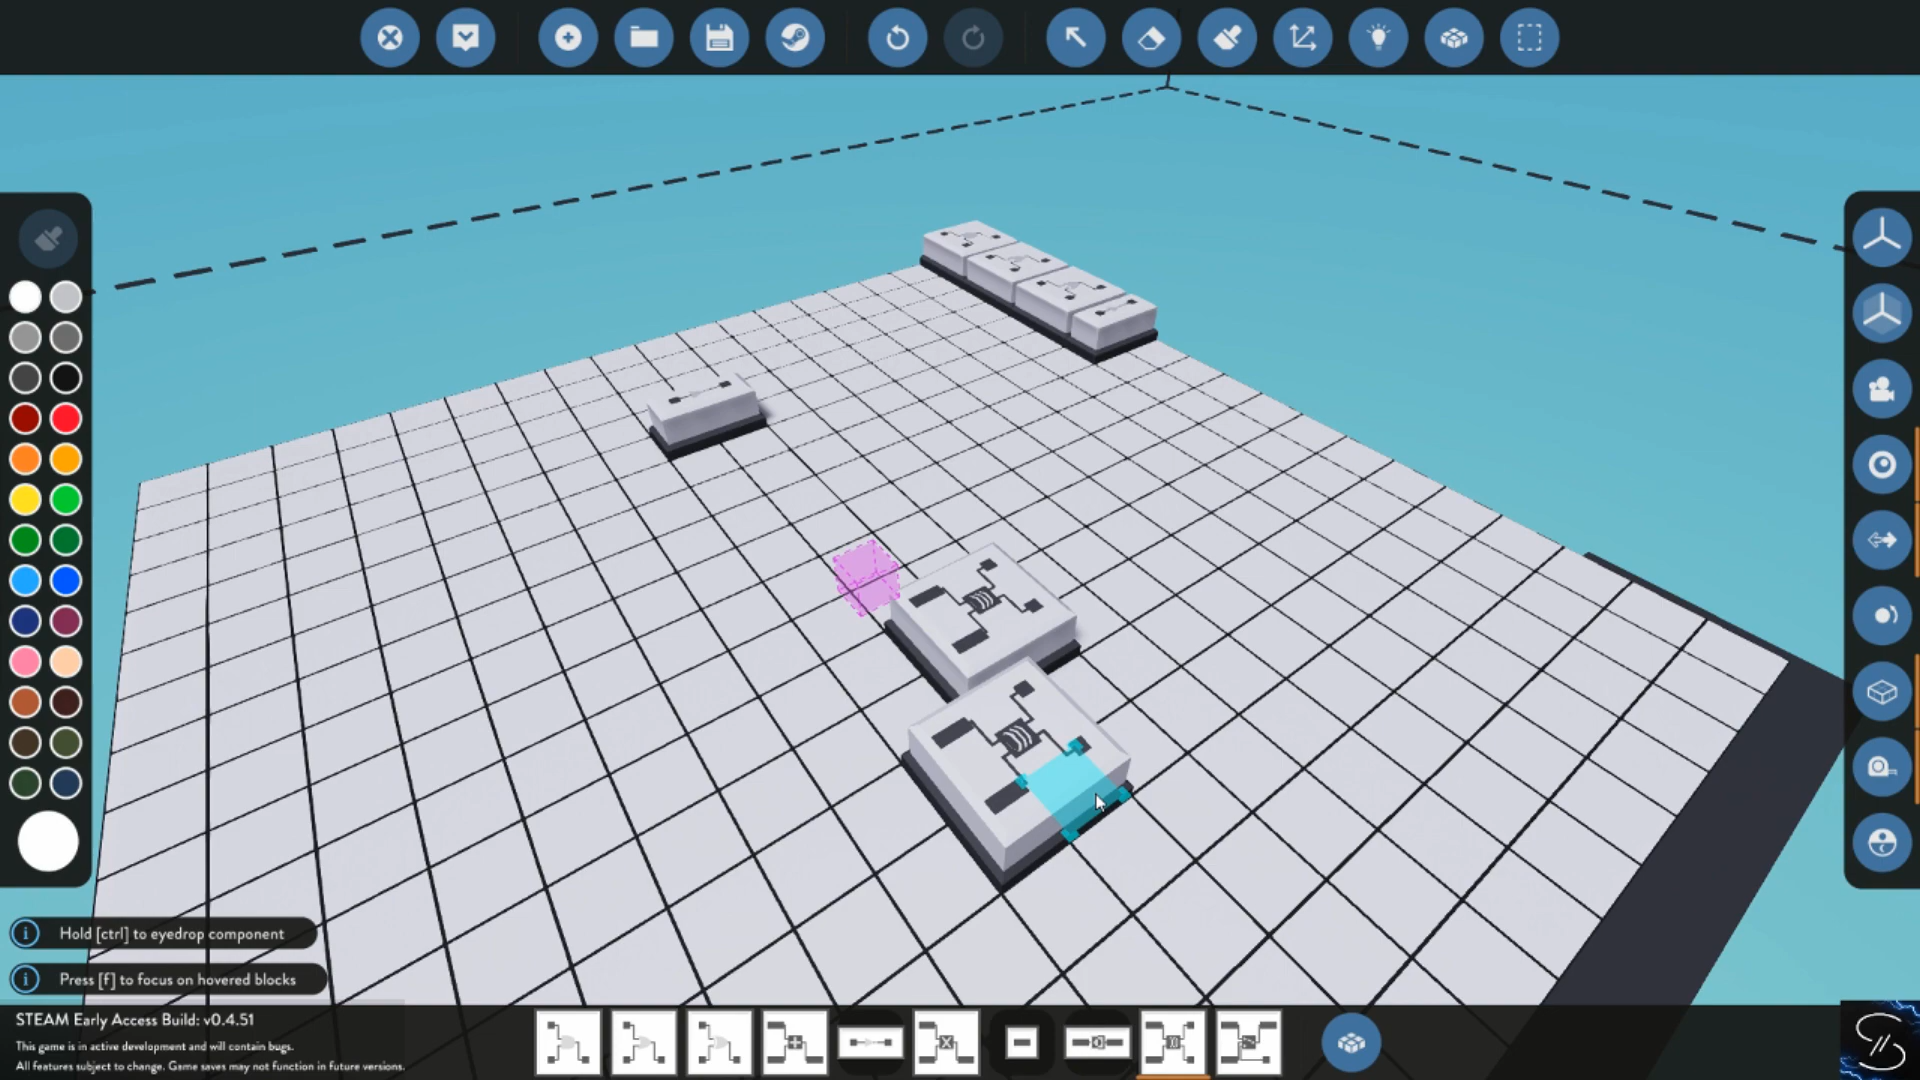 Hold [ctrl] to eyedrop component
Press [f] to focus on hovered blocks
STEAM Early Access Build: v0.4.51
This game is in active development and will contain bugs.
All features subject to change. Game saves may not function in future versions.